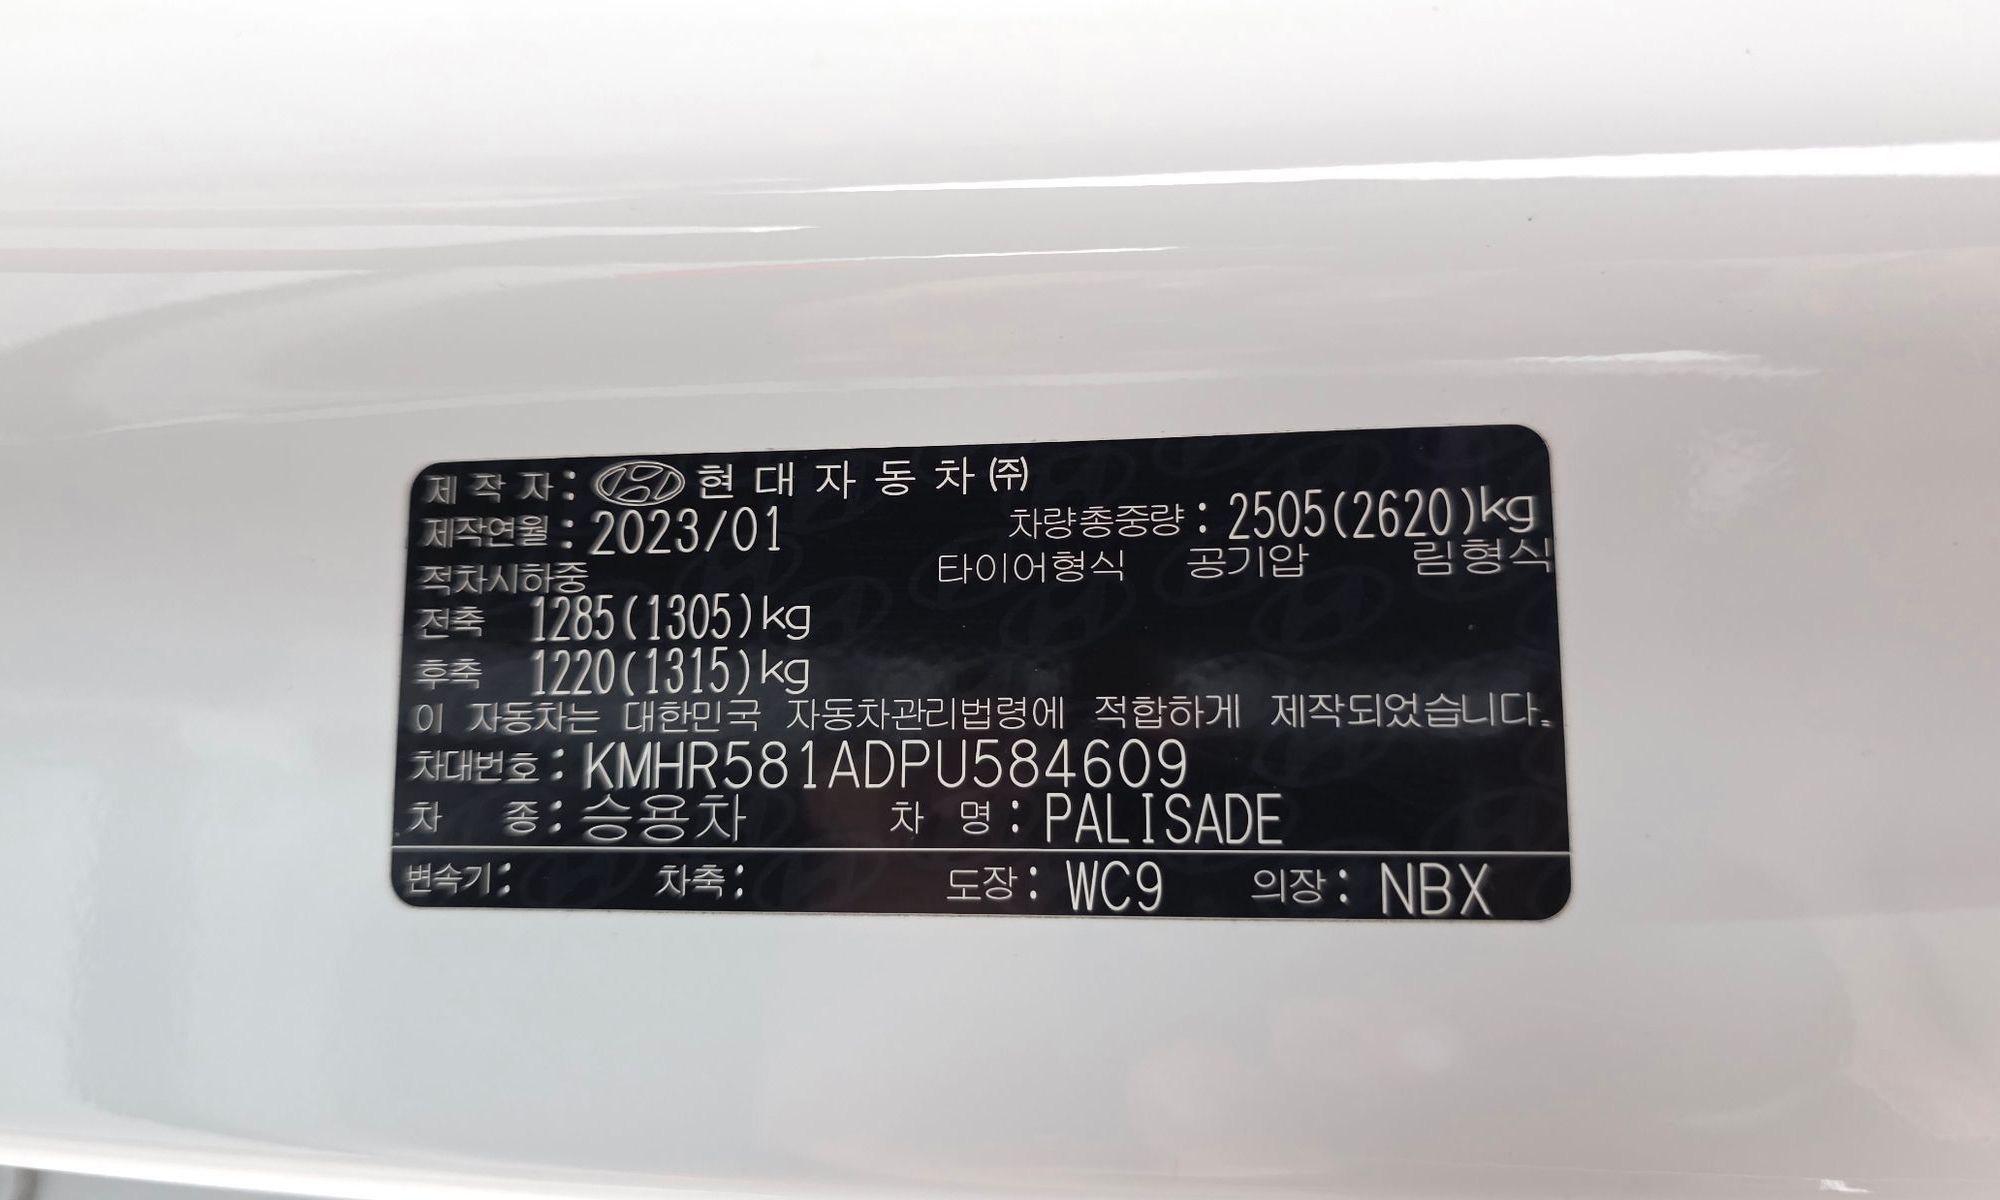 제 작 자 : 현 대 자 동 차 ㈜
제작연월 : 2023/01 차량총중량 : 2505(2620)kg
적차시하중 타이어형식 공기압 림형식
전축 1285(1305)kg
후축 1220(1315)kg
이 자동차는 대한민국 자동차관리법령에 적합하게 제작되었습니다.
차대번호 : KMHR581ADPU584609
차 종 : 승용차 차 명 : PALISADE
변속기 : 차축 : 도장 : WC9 의장 : NBX